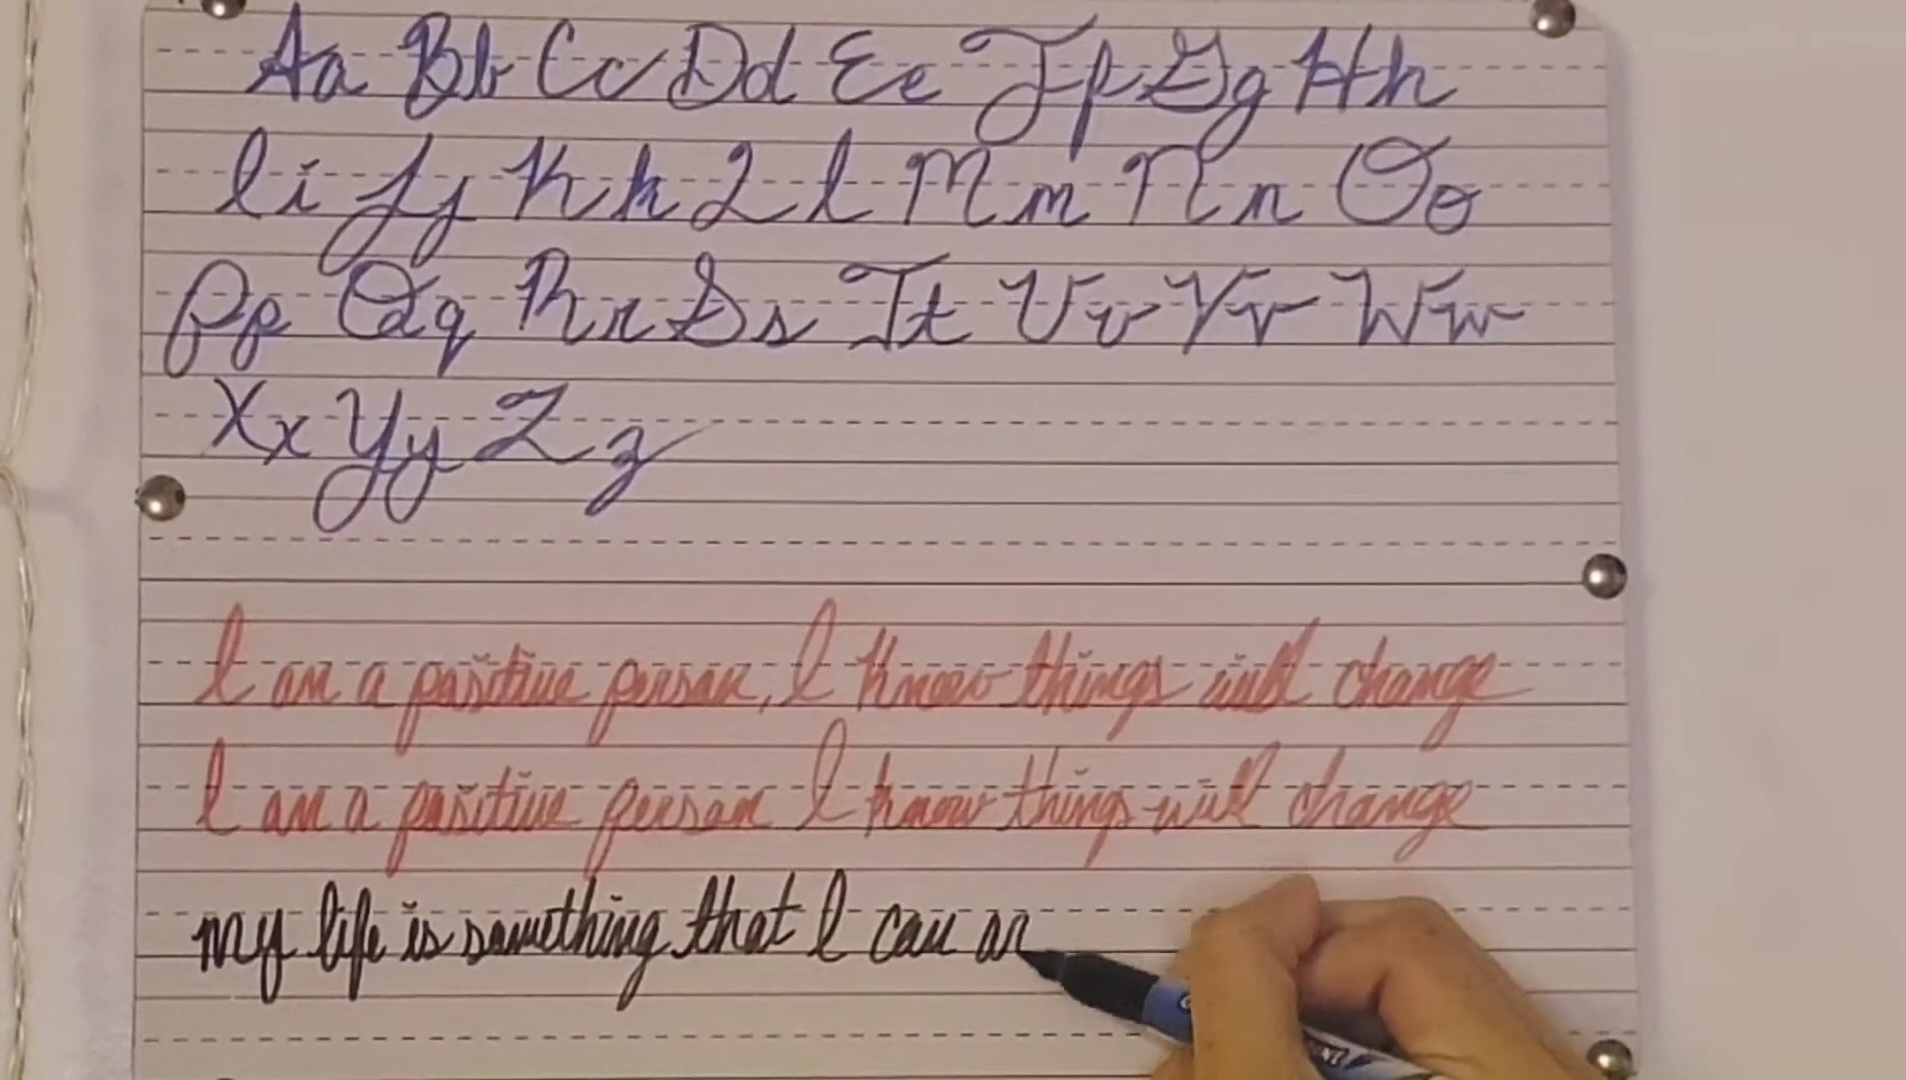 Aa Bb Cc Dd Ee Ff Gg Hh
Ii Jj Kk Ll Mm Nn Oo
Pp Qq Rr Ss Tt Uu Vv Ww
Xx Yy Zz
I am a positive person, I know things will change
I am a positive person I know things will change
my life is something that I can